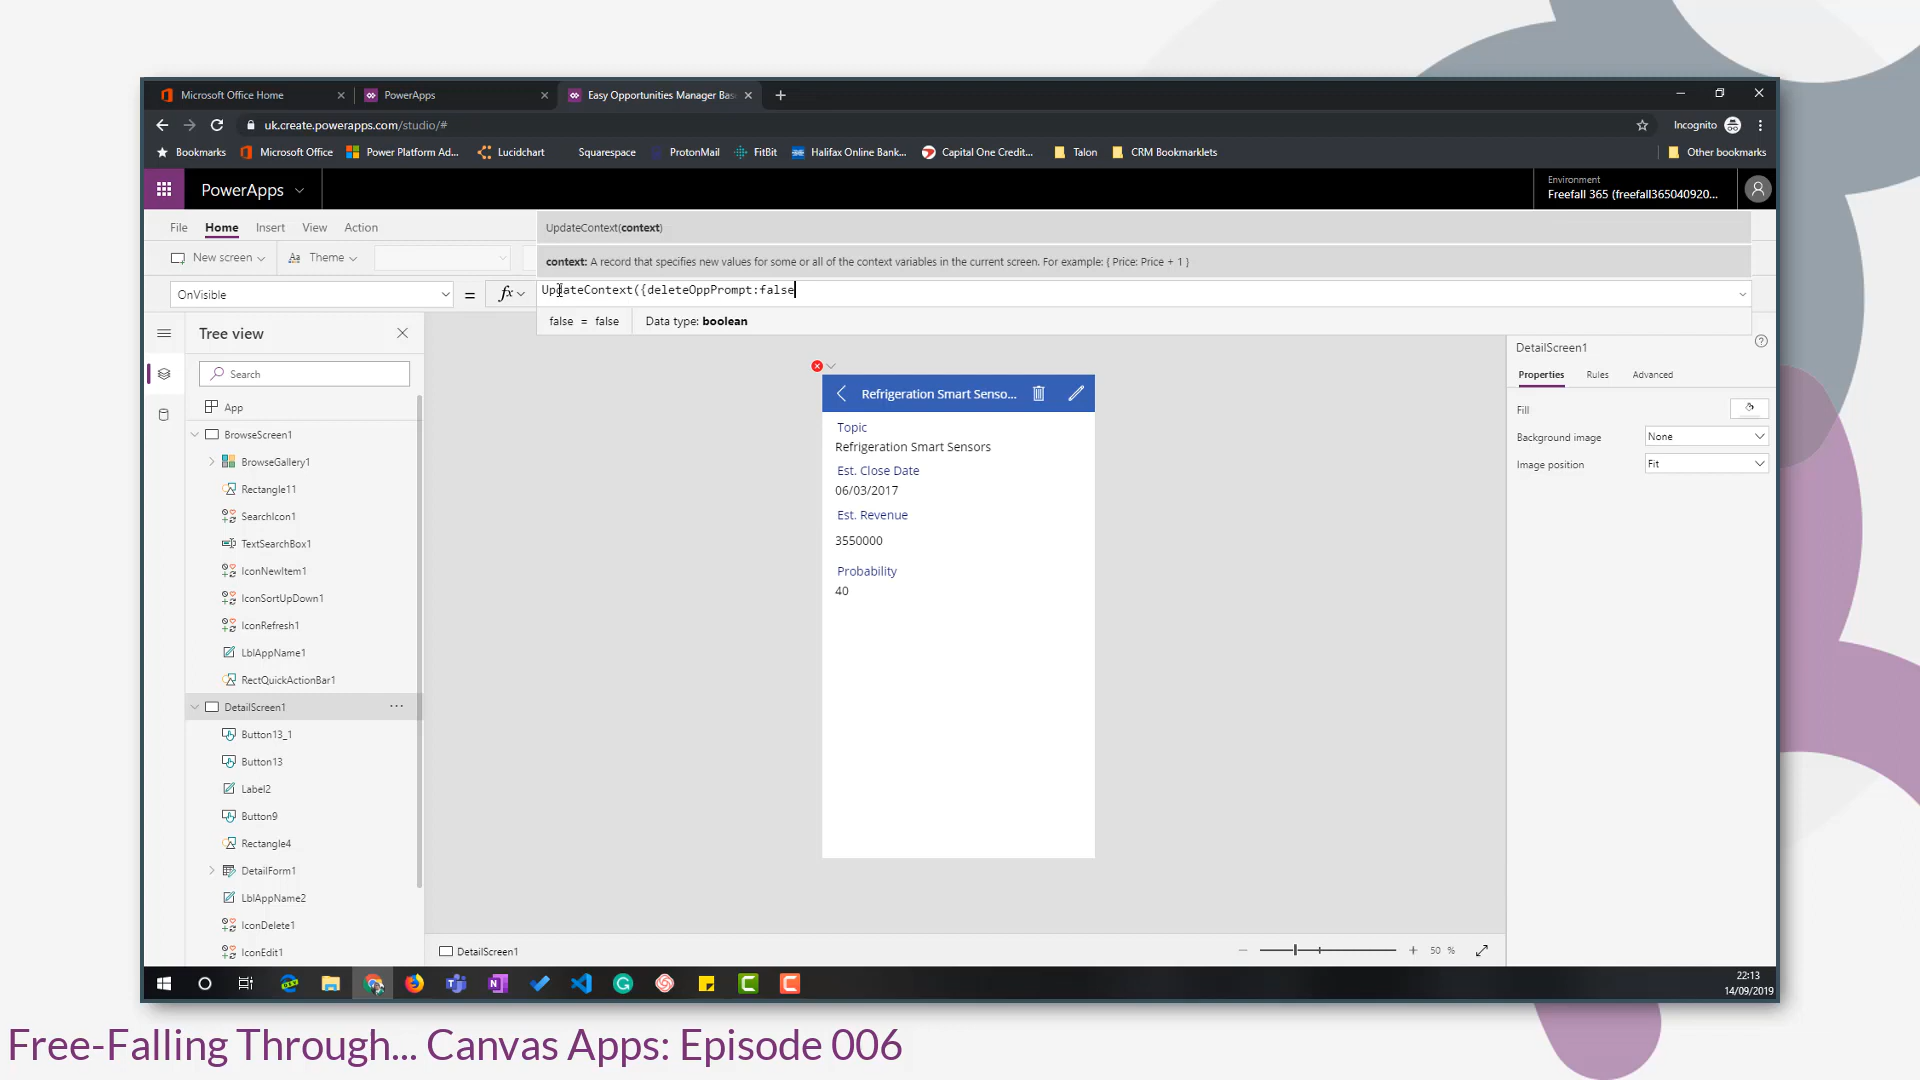 Microsoft Office Home
PowerApps
Easy Opportunities Manager Bas
uk.create.powerapps.com/studio/#
Incognito
Bookmarks
Microsoft Office
Power Platform Ad...
Lucidchart
Squarespace
ProtonMail
FitBit
Halifax Online Bank...
Capital One Credit...
Talon
CRM Bookmarklets
Other bookmarks
PowerApps
Environment
Freefall 365 (freefall365040920...
File
Home
Insert
View
Action
UpdateContext(context)
New screen
Theme
context: A record that specifies new values for some or all of the context variables in the current screen. For example: { Price: Price + 1 }
OnVisible
=
fx
UpdateContext({deleteOppPrompt:false
false = false
Data type: boolean
Tree view
Search
App
BrowseScreen1
BrowseGallery1
Rectangle11
SearchIcon1
TextSearchBox1
IconNewItem1
IconSortUpDown1
IconRefresh1
LblAppName1
RectQuickActionBar1
DetailScreen1
Button13_1
Button13
Label2
Button9
Rectangle4
DetailForm1
LblAppName2
IconDelete1
IconEdit1
Refrigeration Smart Senso...
Topic
Refrigeration Smart Sensors
Est. Close Date
06/03/2017
Est. Revenue
3550000
Probability
40
DetailScreen1
Properties
Rules
Advanced
Fill
Background image
None
Image position
Fit
DetailScreen1
50 %
22:13
14/09/2019
Free-Falling Through... Canvas Apps: Episode 006